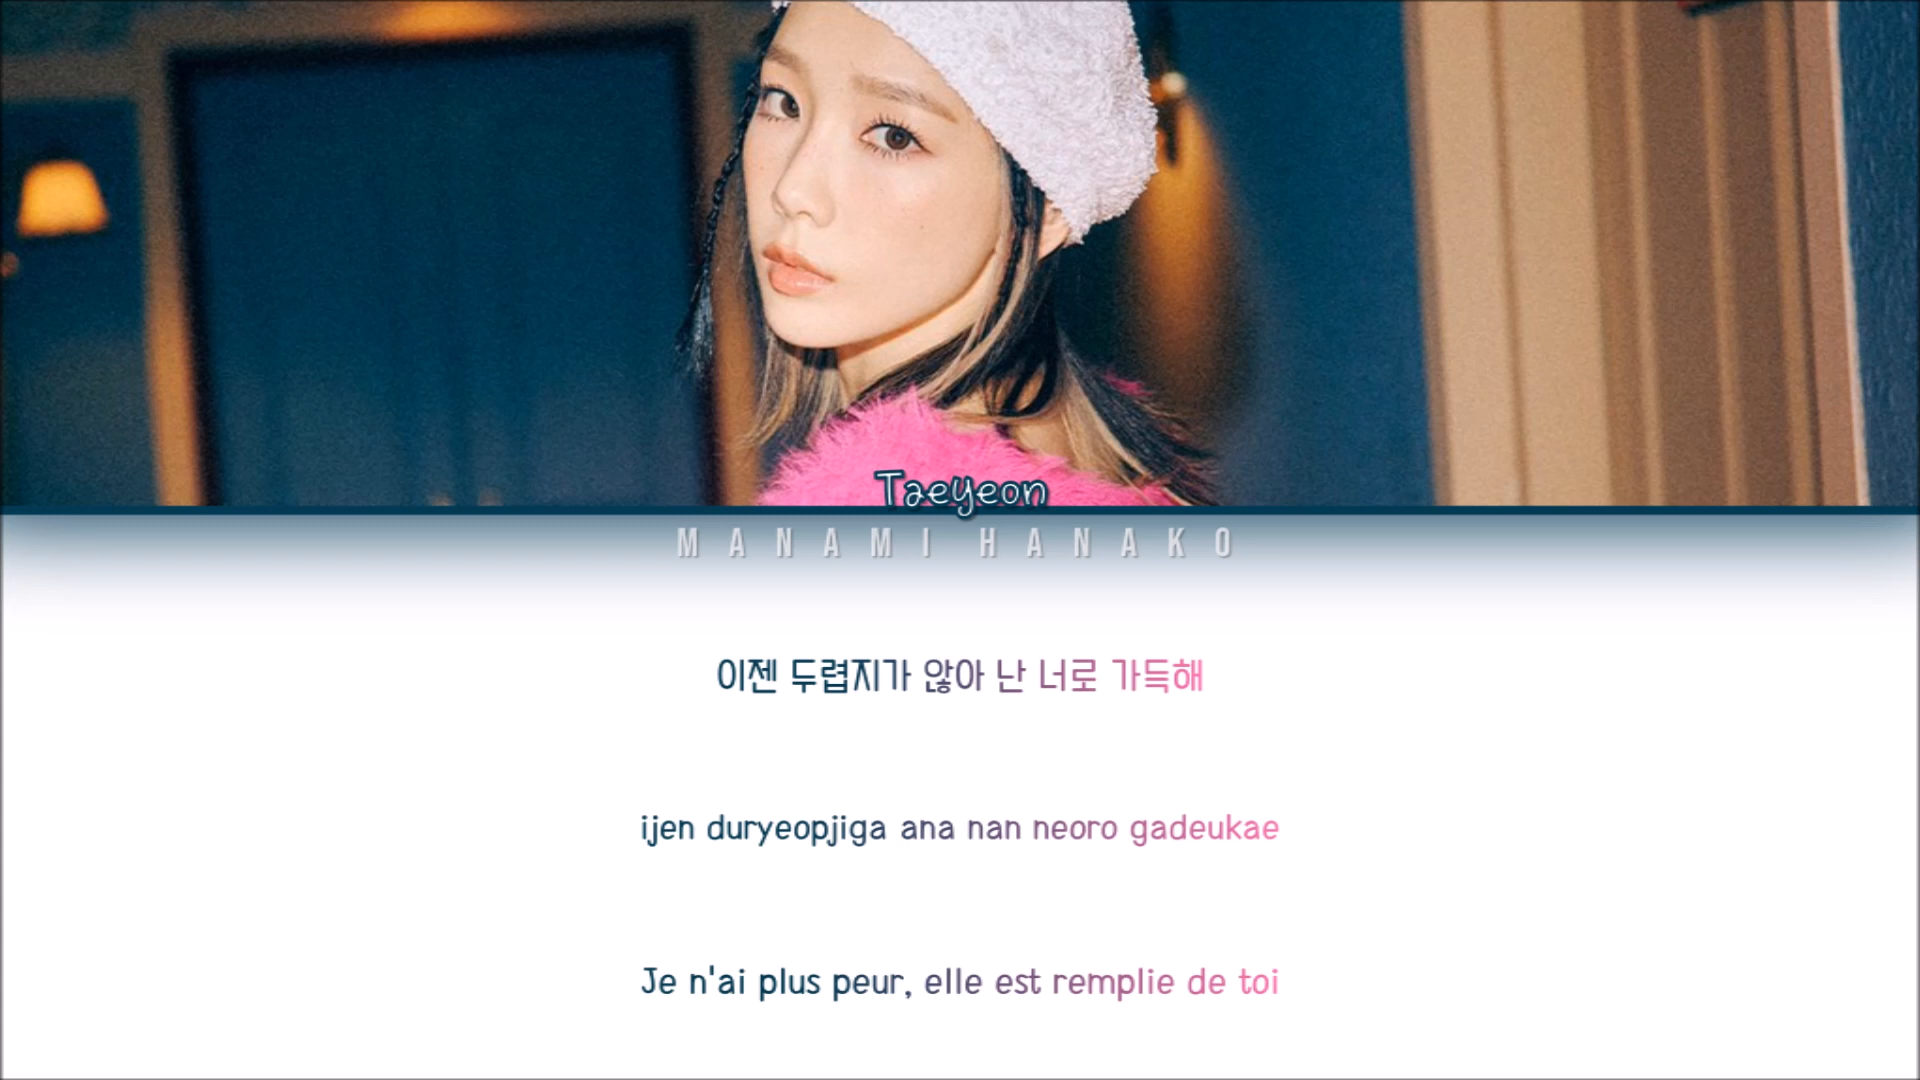 Taeyeon
MANAMI HANAKO
이젠 두렵지가 않아 난 너로 가득해
ijen duryeopjiga ana nan neoro gadeukae
Je n'ai plus peur, elle est remplie de toi